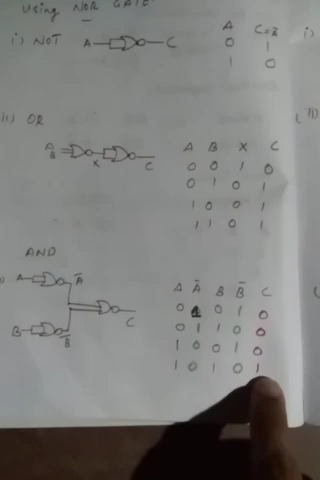 using NOR GATE
i) NOT A C
A C=Ā
0 1
1 0
i)
ii) OR
A
B X C
A B X C
0 0 1 0
0 1 0 1
1 0 0 1
1 1 0 1
AND
A Ā
B B̄ C
A Ā B B̄ C
0 1 0 1 0
0 1 1 0 0
1 0 0 1 0
1 0 1 0 1